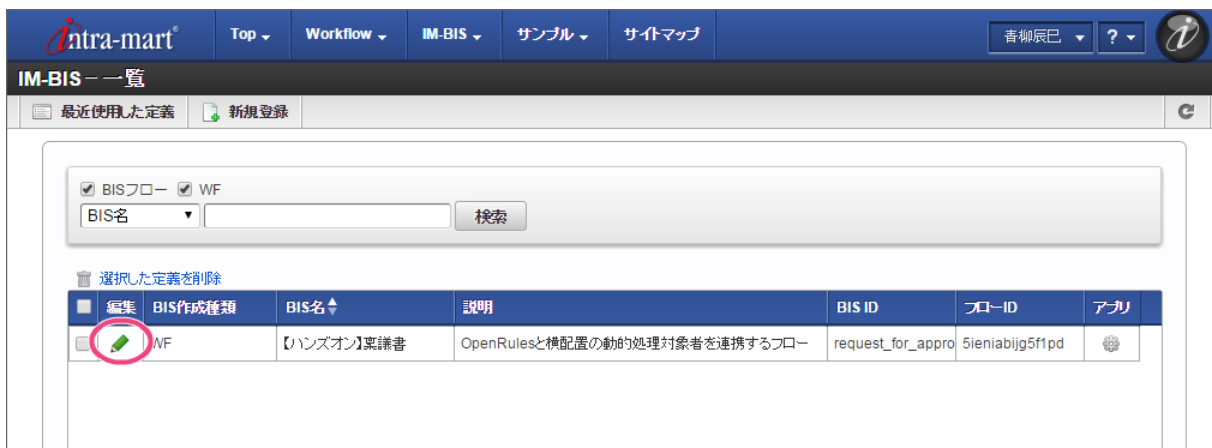 intra-mart® Top Workflow IM-BIS サンプル サイトマップ 青柳辰巳 ?
IM-BIS－一覧
最近使用した定義 新規登録
BISフロー WF
BIS名 検索
選択した定義を削除
編集 BIS作成種類 BIS名 説明 BIS ID フローID アプリ
WF 【ハンズオン】稟議書 OpenRulesと横配置の動的処理対象者を連携するフロー request_for_appro 5ieniabijg5f1pd